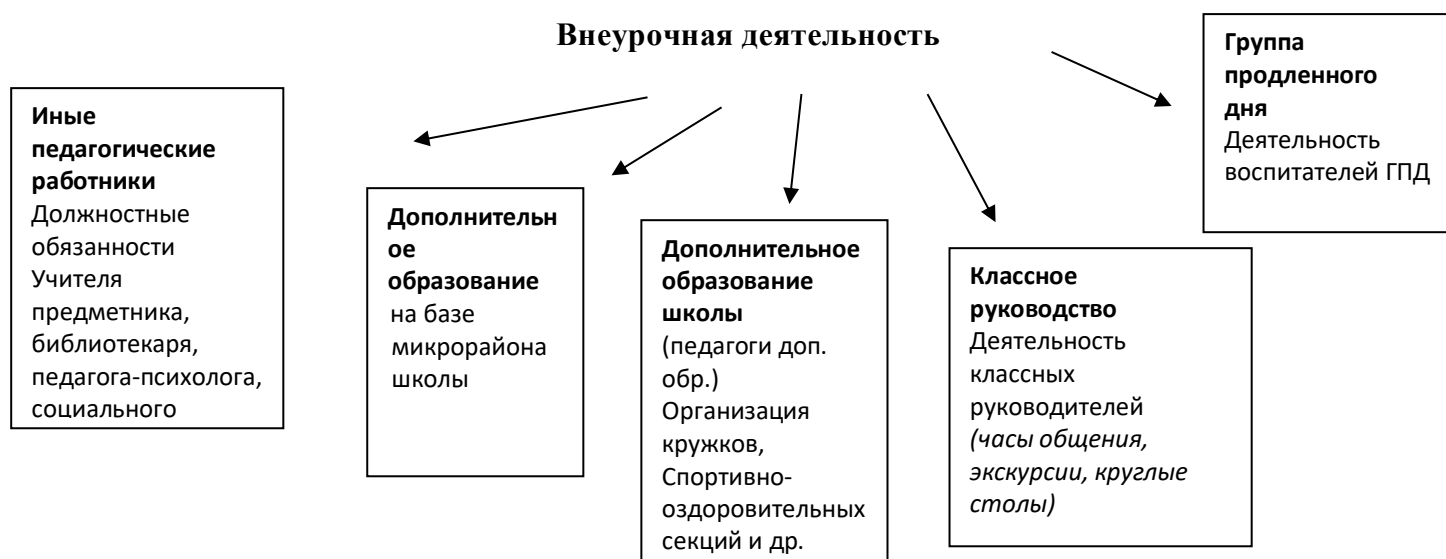 Внеурочная деятельность
Иные
педагогические
работники
Должностные
обязанности
Учителя
предметника,
библиотекаря,
педагога-психолога,
социального
Дополнительн
ое
образование
на базе
микрорайона
школы
Дополнительное
образование
школы
(педагоги доп.
обр.)
Организация
кружков,
Спортивно-
оздоровительных
секций и др.
Классное
руководство
Деятельность
классных
руководителей
(часы общения,
экскурсии, круглые
столы)
Группа
продленного
дня
Деятельность
воспитателей ГПД